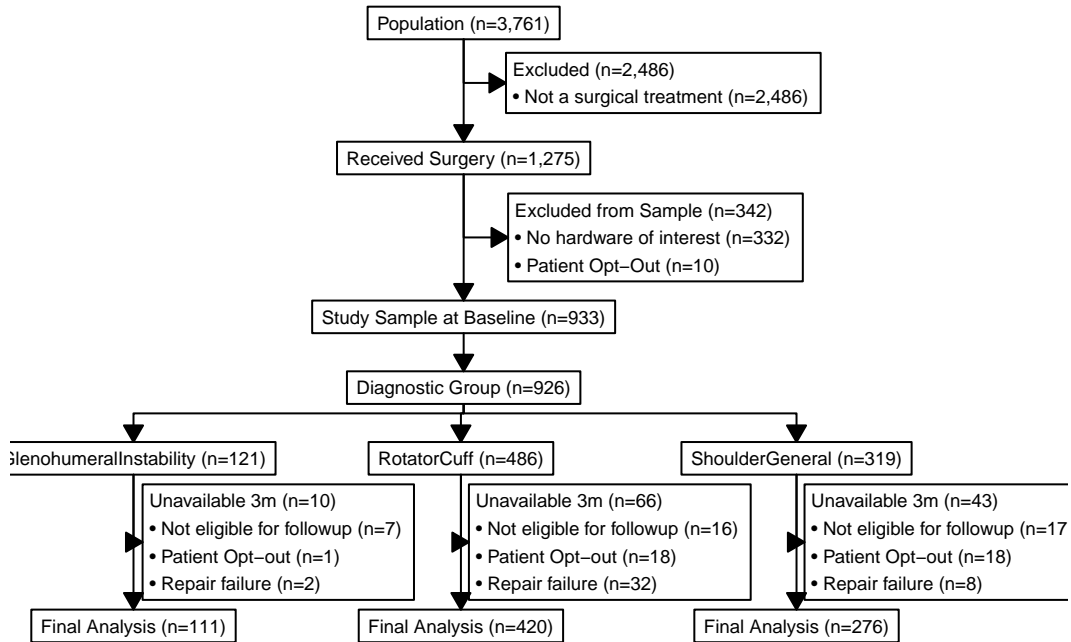 Population (n=3,761)
Excluded (n=2,486)
• Not a surgical treatment (n=2,486)
Received Surgery (n=1,275)
Excluded from Sample (n=342)
• No hardware of interest (n=332)
• Patient Opt−Out (n=10)
Study Sample at Baseline (n=933)
Diagnostic Group (n=926)
GlenohumeralInstability (n=121)
RotatorCuff (n=486)
ShoulderGeneral (n=319)
Unavailable 3m (n=10)
• Not eligible for followup (n=7)
• Patient Opt−out (n=1)
• Repair failure (n=2)
Unavailable 3m (n=66)
• Not eligible for followup (n=16)
• Patient Opt−out (n=18)
• Repair failure (n=32)
Unavailable 3m (n=43)
• Not eligible for followup (n=17
• Patient Opt−out (n=18)
• Repair failure (n=8)
Final Analysis (n=111)
Final Analysis (n=420)
Final Analysis (n=276)